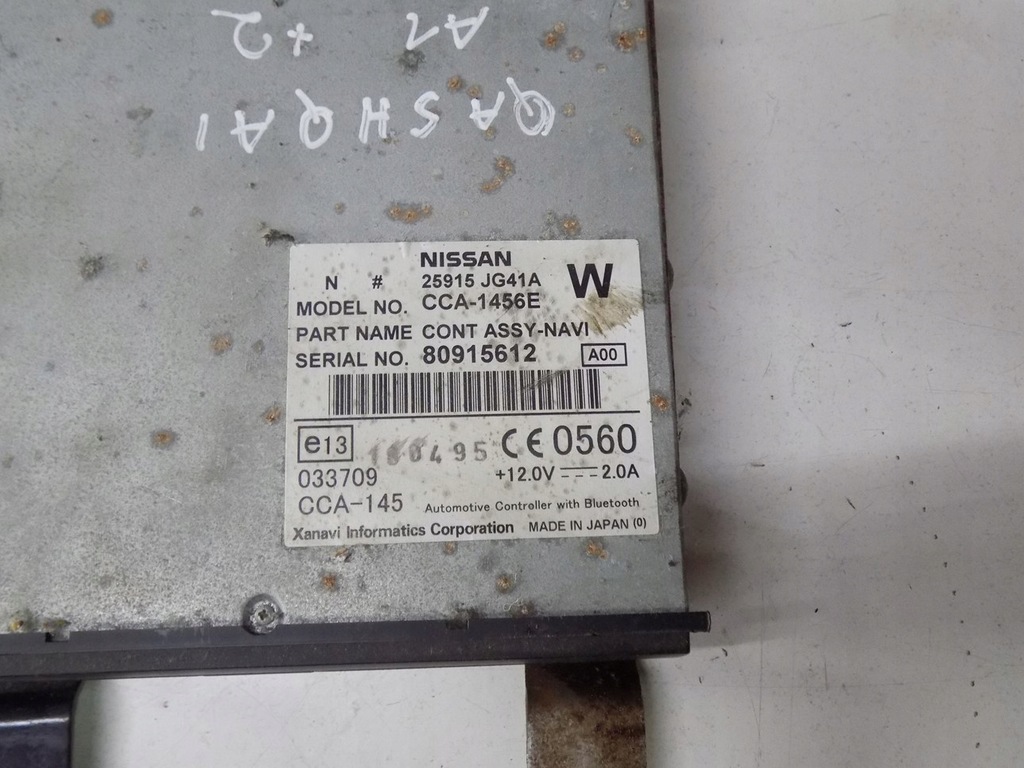 QASHQAI
+2
NISSAN
N # 25915 JG41A W
MODEL NO. CCA-1456E
PART NAME CONT ASSY-NAVI
SERIAL NO. 80915612 A00
e13 CE 0560
033709 +12.0V 2.0A
CCA-145 Automotive Controller with Bluetooth
Xanavi Informatics Corporation MADE IN JAPAN (0)